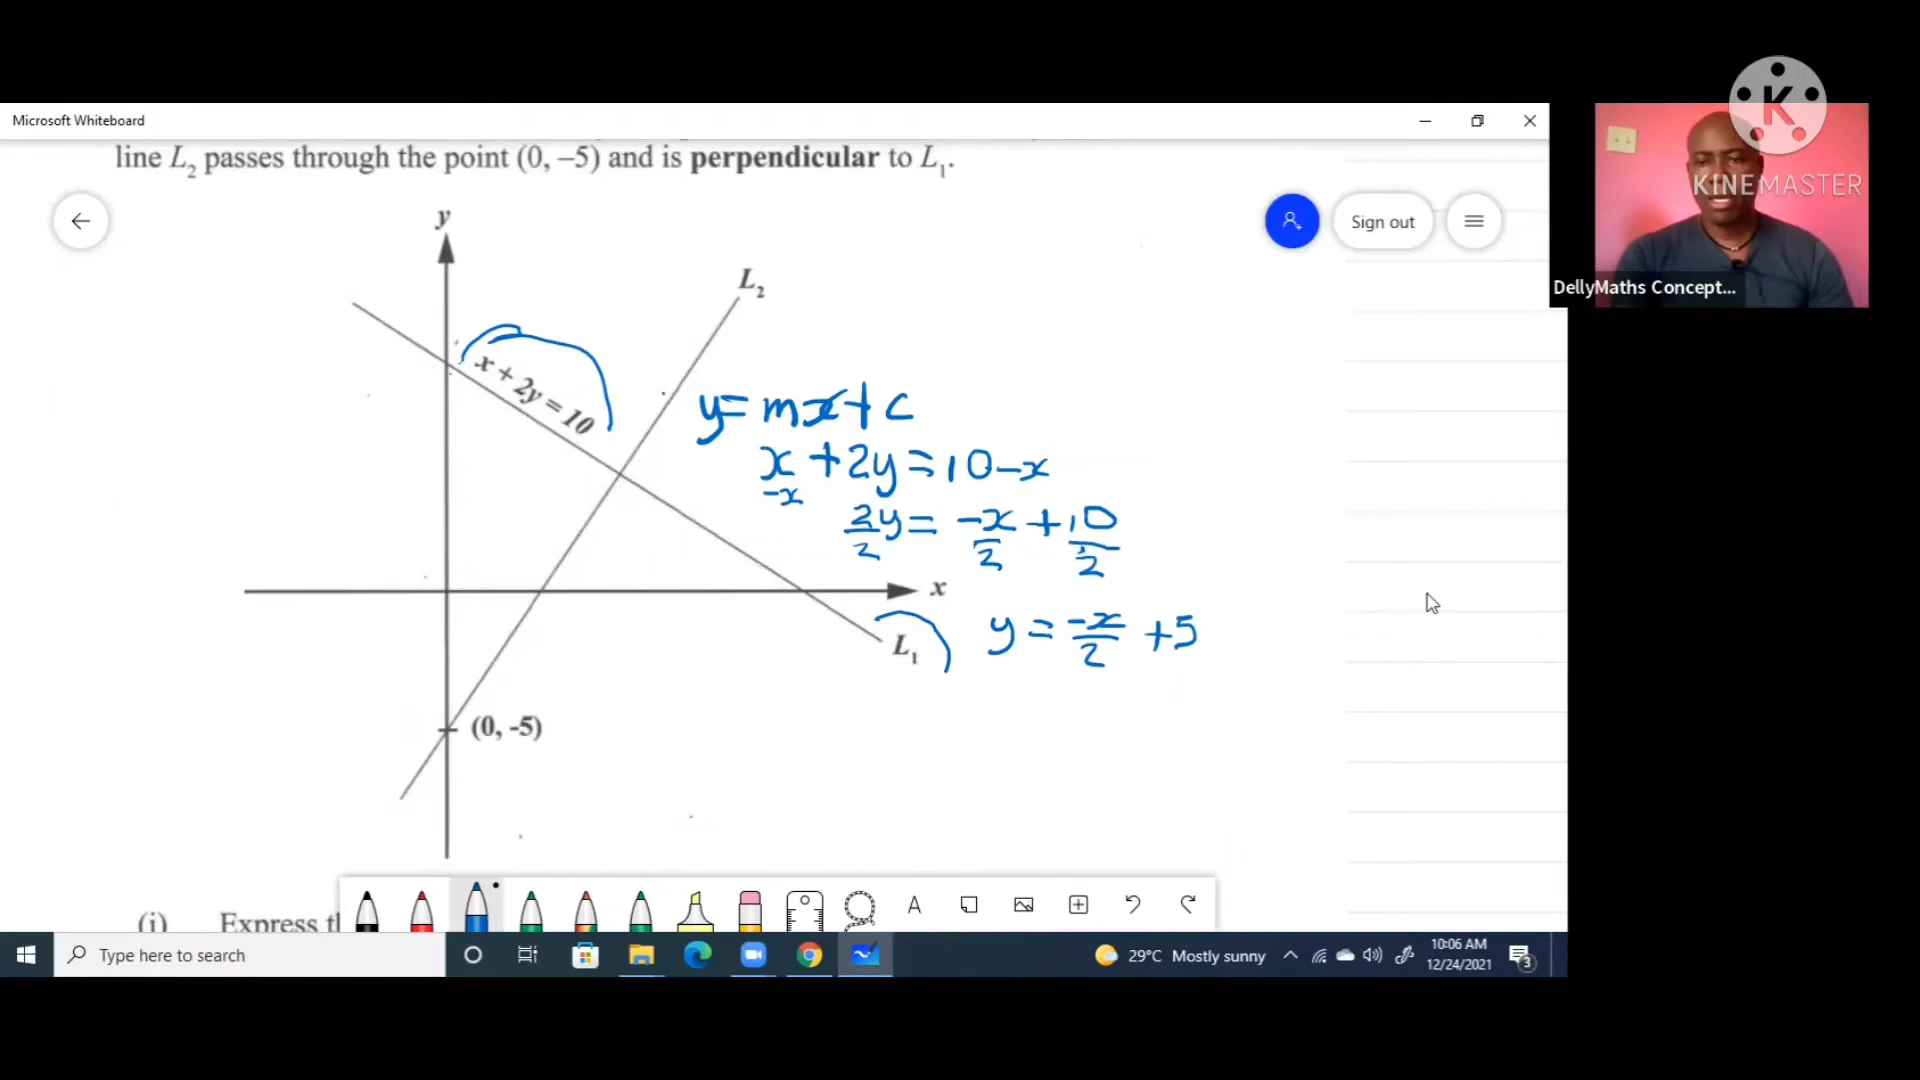 Microsoft Whiteboard
KINEMASTER
line L₂ passes through the point (0, –5) and is perpendicular to L₁.
Sign out
DellyMaths Concept...
y
L₂
x + 2y = 10
y = mx + c
x + 2y = 10 - x
-x
2y/2 = -x/2 + 10/2
x
y = -x/2 + 5
L₁
(0, -5)
(i) Express th
Type here to search
29°C Mostly sunny
10:06 AM
12/24/2021
3